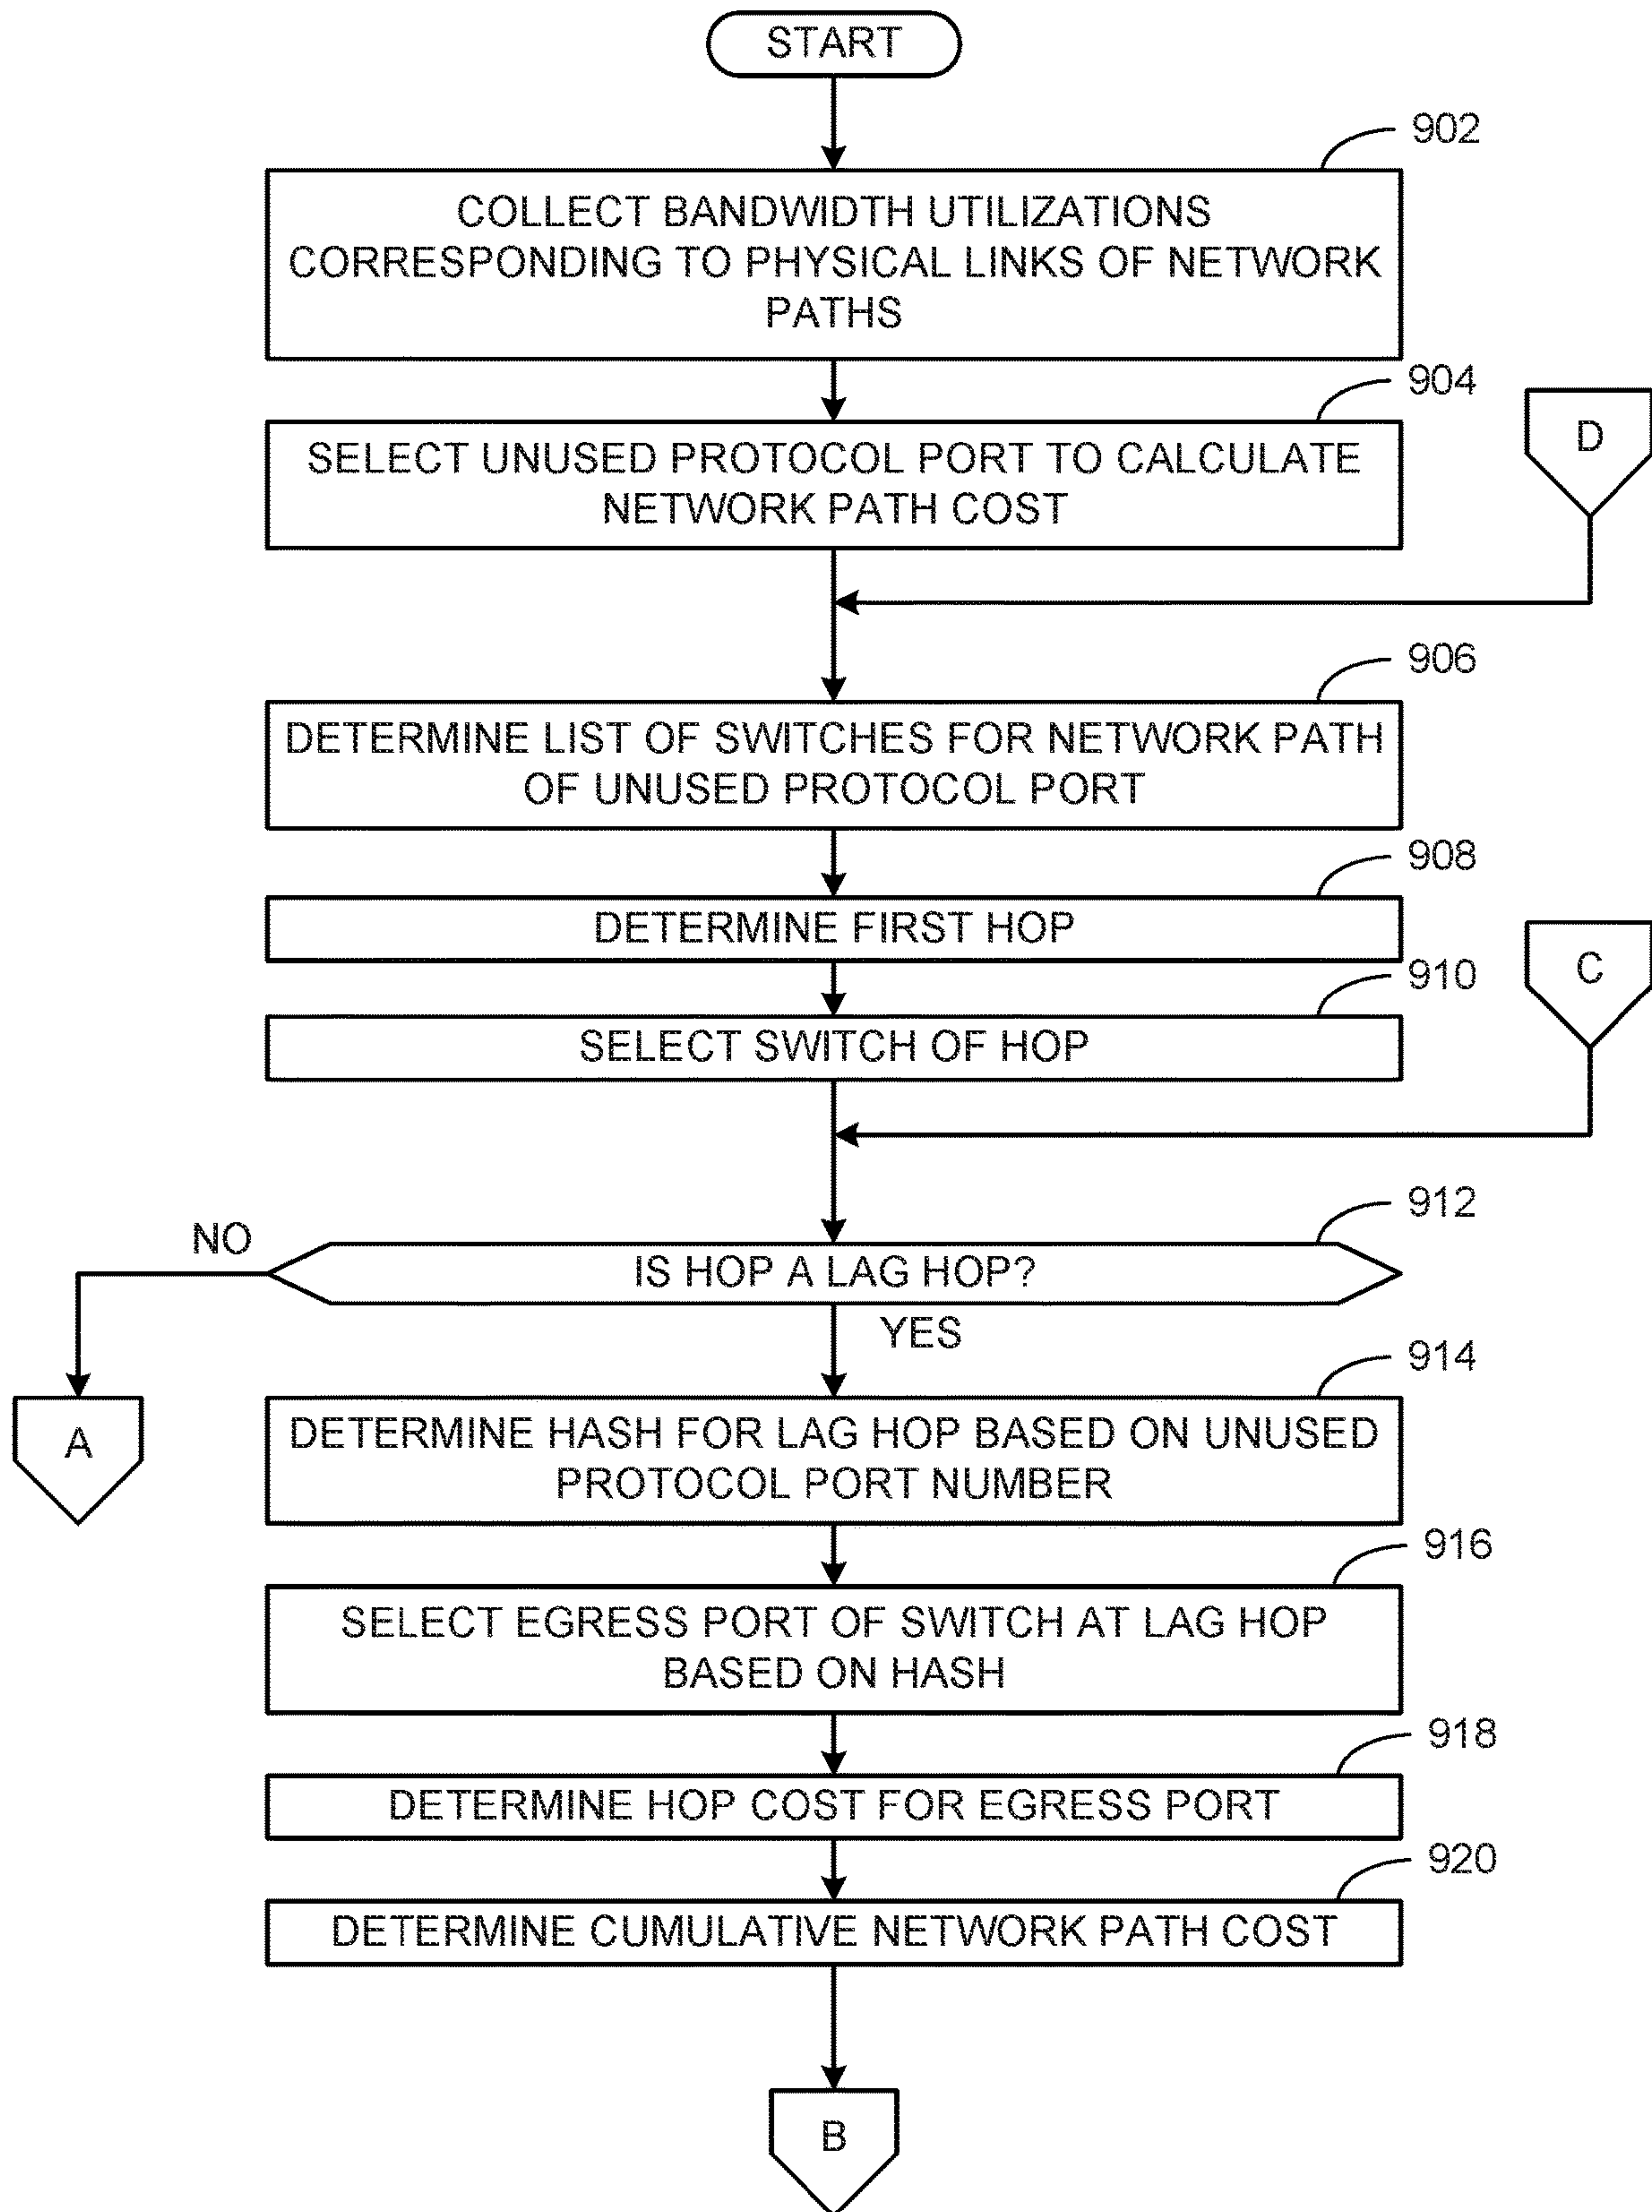 START
902
COLLECT BANDWIDTH UTILIZATIONS
CORRESPONDING TO PHYSICAL LINKS OF NETWORK
PATHS
904
SELECT UNUSED PROTOCOL PORT TO CALCULATE
NETWORK PATH COST
D
906
DETERMINE LIST OF SWITCHES FOR NETWORK PATH
OF UNUSED PROTOCOL PORT
908
DETERMINE FIRST HOP
C
910
SELECT SWITCH OF HOP
912
NO
IS HOP A LAG HOP?
YES
914
A
DETERMINE HASH FOR LAG HOP BASED ON UNUSED
PROTOCOL PORT NUMBER
916
SELECT EGRESS PORT OF SWITCH AT LAG HOP
BASED ON HASH
918
DETERMINE HOP COST FOR EGRESS PORT
920
DETERMINE CUMULATIVE NETWORK PATH COST
B